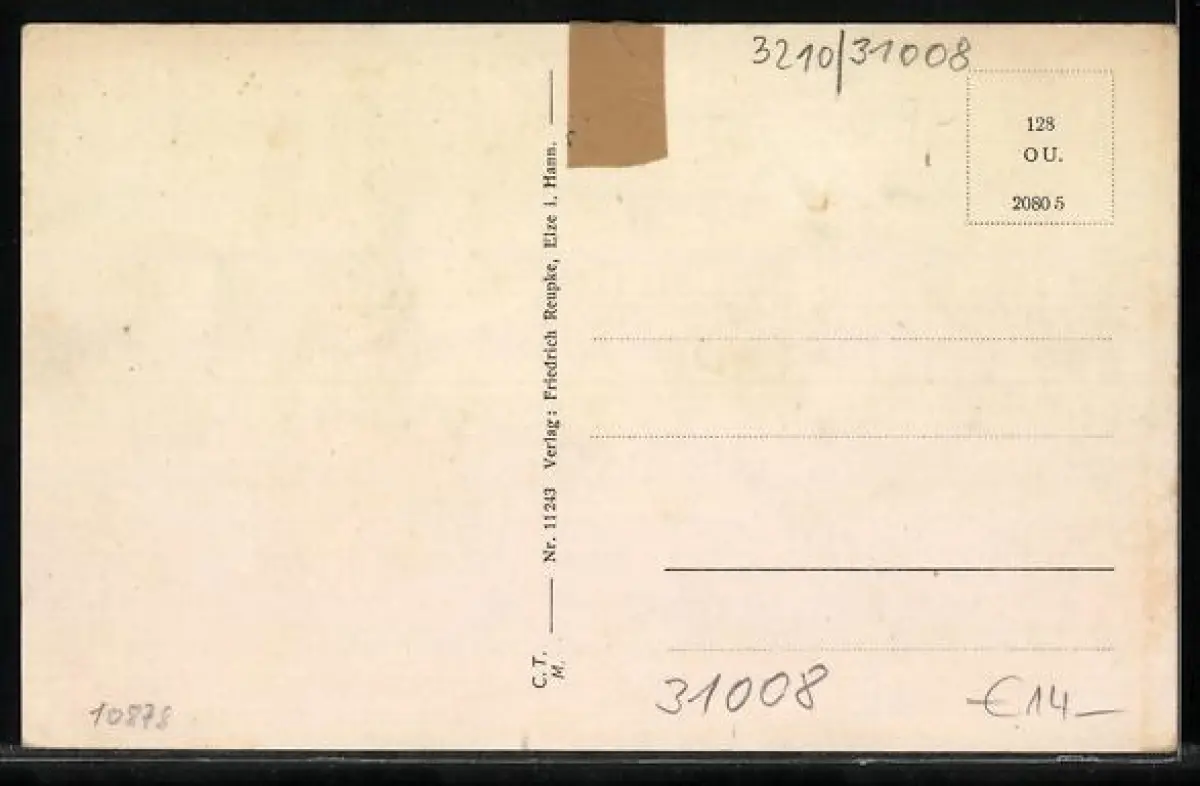 3210/31008
128
OU.
2080 5
C.T.
M.
Nr. 11243 Verlag: Friedrich Reupke, Elze i. Hann.
31008
€ 14 –
10878